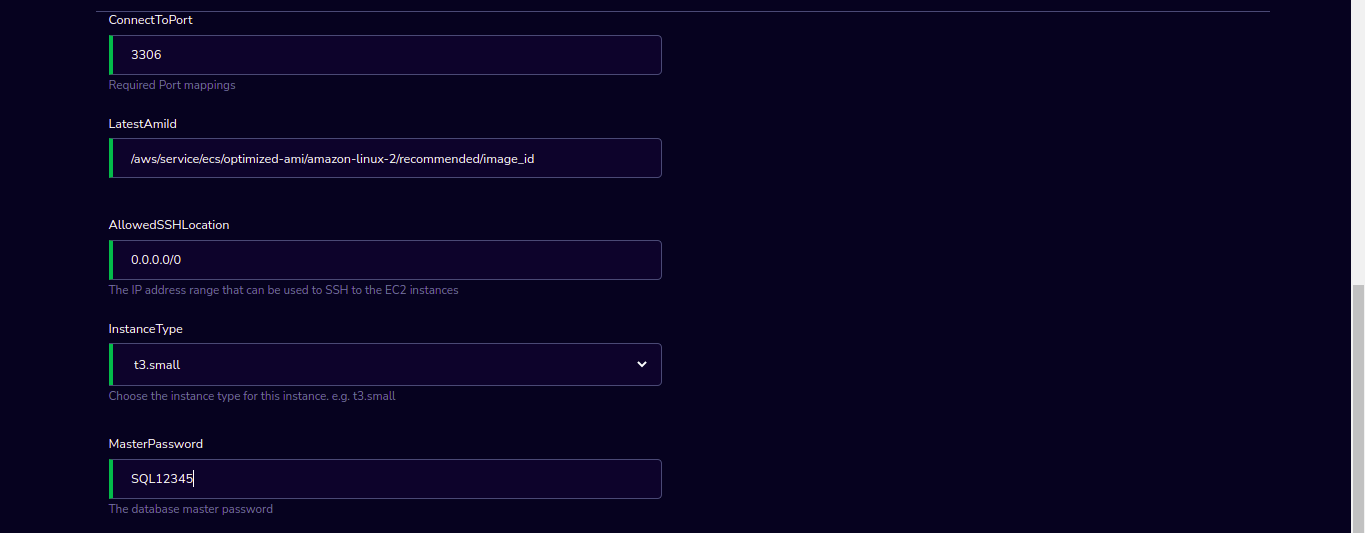 ConnectToPort
3306
Required Port mappings
LatestAmiId
/aws/service/ecs/optimized-ami/amazon-linux-2/recommended/image_id
AllowedSSHLocation
0.0.0.0/0
The IP address range that can be used to SSH to the EC2 instances
InstanceType
t3.small
Choose the instance type for this instance. e.g. t3.small
MasterPassword
SQL12345
The database master password